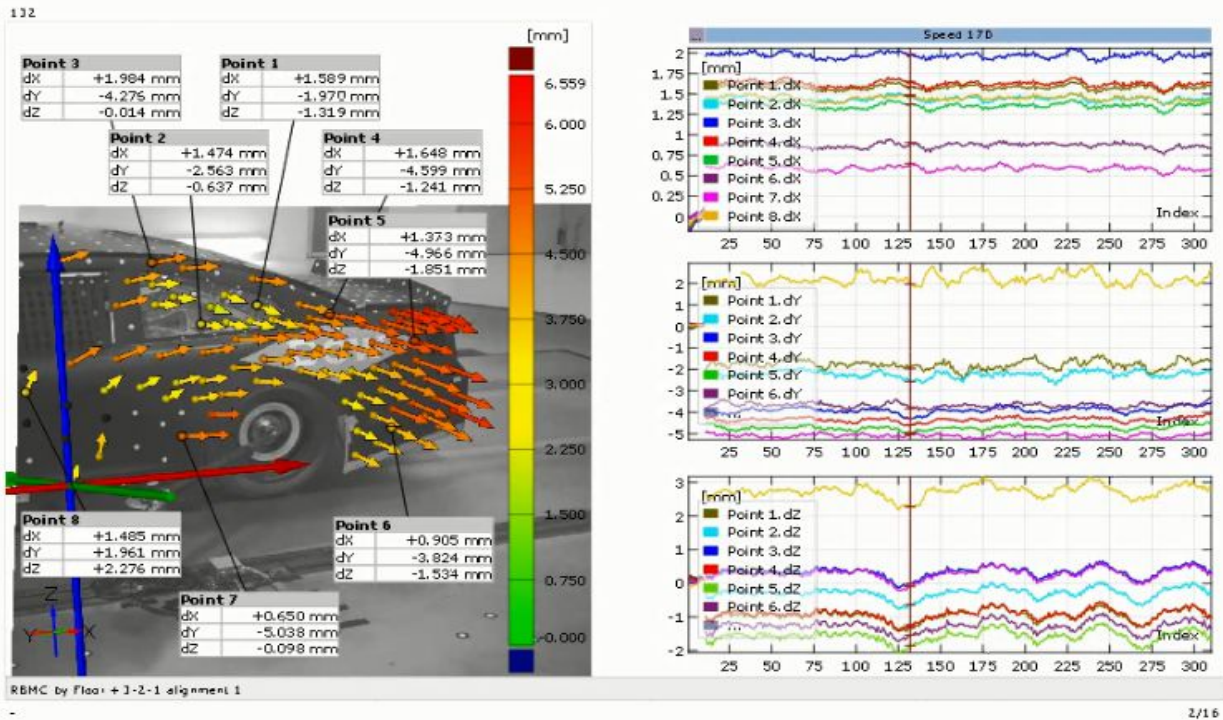 132
[mm]
Point 3
dX +1.984 mm
dY -4.276 mm
dZ -0.014 mm
Point 1
dX +1.589 mm
dY -1.970 mm
dZ -1.319 mm
Point 2
dX +1.474 mm
dY -2.563 mm
dZ -0.637 mm
Point 4
dX +1.648 mm
dY -4.599 mm
dZ -1.241 mm
Point 5
dX +1.373 mm
dY -4.966 mm
dZ -1.851 mm
Point 8
dX +1.485 mm
dY +1.961 mm
dZ +2.276 mm
Point 6
dX +0.905 mm
dY -3.824 mm
dZ -1.534 mm
Point 7
dX +0.650 mm
dY -5.038 mm
dZ -0.098 mm
Z
Y X
6.559
6.000
5.250
4.500
3.750
3.000
2.250
1.500
0.750
-0.000
RBMC by Floor + 3-2-1 alignment 1
-
... Speed 170
[mm]
2
1.75
1.5
1.25
1
0.75
0.5
0
Point 1.dX
Point 2.dX
Point 3.dX
Point 4.dX
Point 5.dX
Point 6.dX
Point 7.dX
Point 8.dX
Index
25 50 75 100 125 150 175 200 225 250 275 300
[mm]
2
1
0
-1
-2
-3
-4
-5
Point 1.dY
Point 2.dY
Point 3.dY
Point 4.dY
Point 5.dY
Point 6.dY
...
Index
25 50 75 100 125 150 175 200 225 250 275 300
[mm]
3
2
1
0
-1
-2
Point 1.dZ
Point 2.dZ
Point 3.dZ
Point 4.dZ
Point 5.dZ
Point 6.dZ
...
Index
25 50 75 100 125 150 175 200 225 250 275 300
2/16